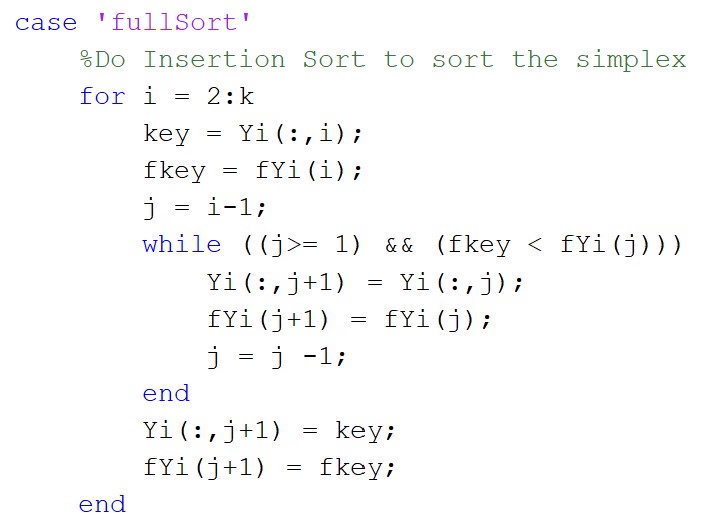 case 'fullSort'
    %Do Insertion Sort to sort the simplex
    for i = 2:k
        key = Yi(:,i);
        fkey = fYi(i);
        j = i-1;
        while ((j>= 1) && (fkey < fYi(j)))
            Yi(:,j+1) = Yi(:,j);
            fYi(j+1) = fYi(j);
            j = j -1;
        end
        Yi(:,j+1) = key;
        fYi(j+1) = fkey;
    end